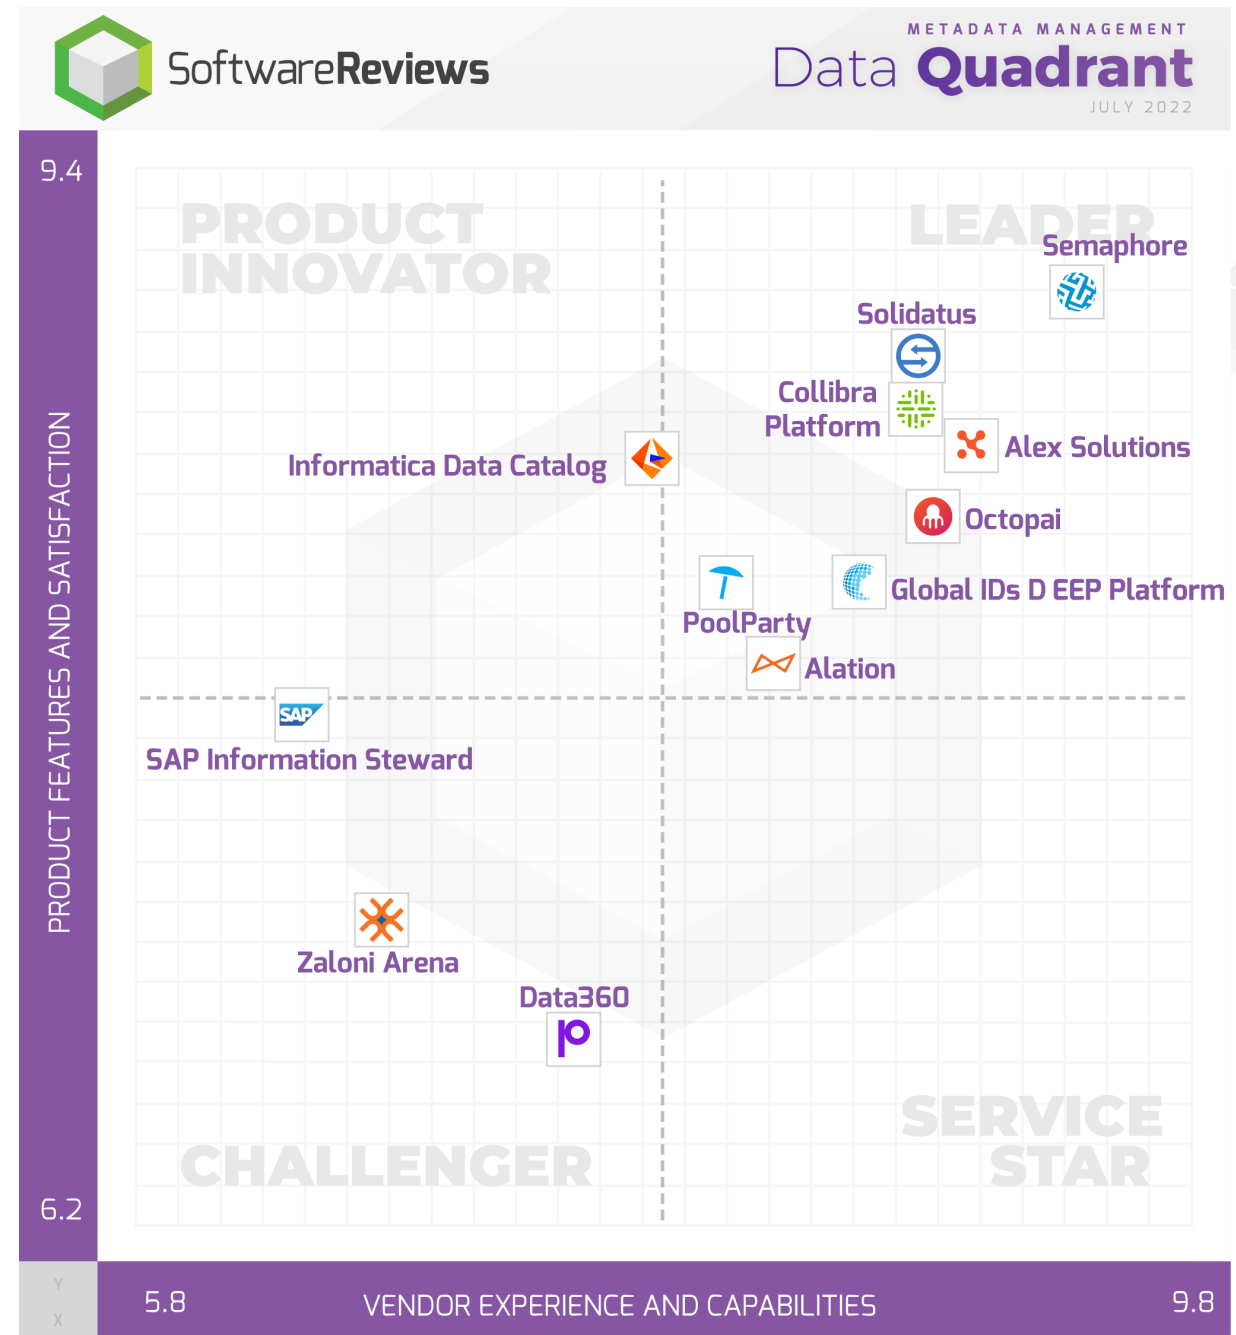 SoftwareReviews
METADATA MANAGEMENT
Data Quadrant
JULY 2022
9.4
PRODUCT
INNOVATOR
LEADER
Semaphore
Solidatus
Collibra
Platform
Alex Solutions
Informatica Data Catalog
Octopai
Global IDs D EEP Platform
PoolParty
Alation
SAP
SAP Information Steward
PRODUCT FEATURES AND SATISFACTION
Zaloni Arena
Data360
SERVICE
STAR
CHALLENGER
6.2
Y
X
5.8
VENDOR EXPERIENCE AND CAPABILITIES
9.8